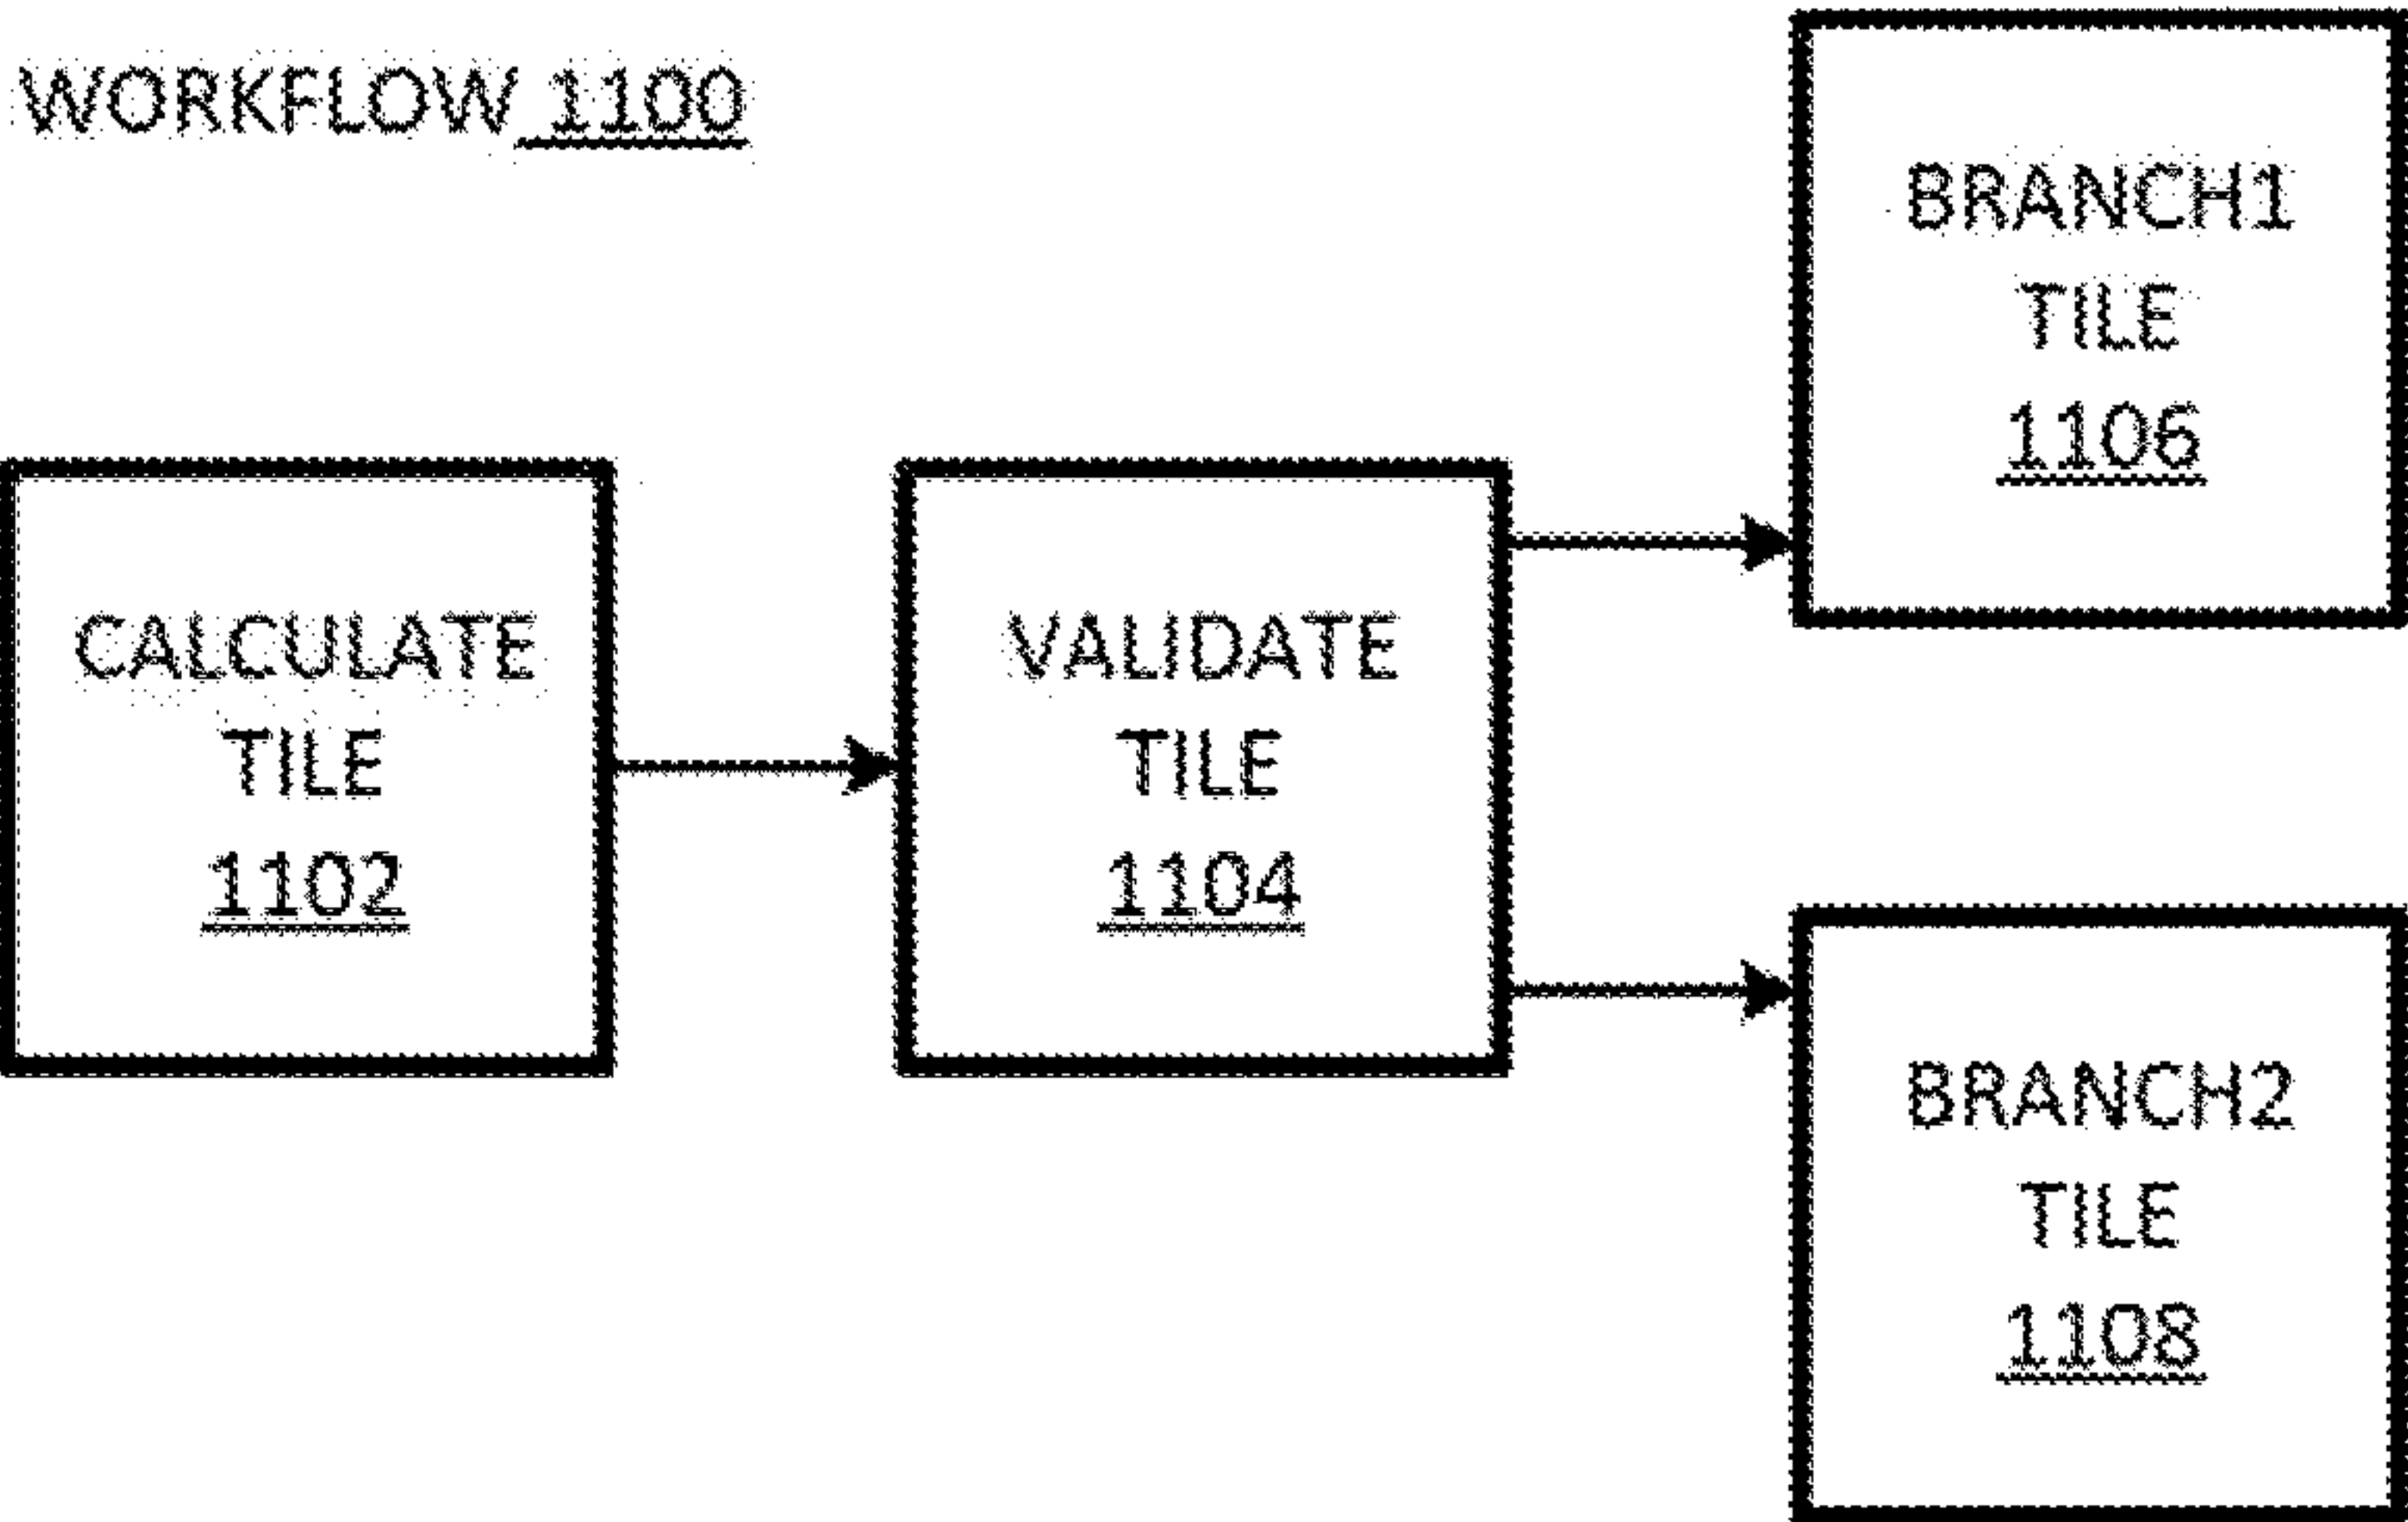 WORKFLOW 1100
CALCULATE
TILE
1102
VALIDATE
TILE
1104
BRANCH1
TILE
1106
BRANCH2
TILE
1108